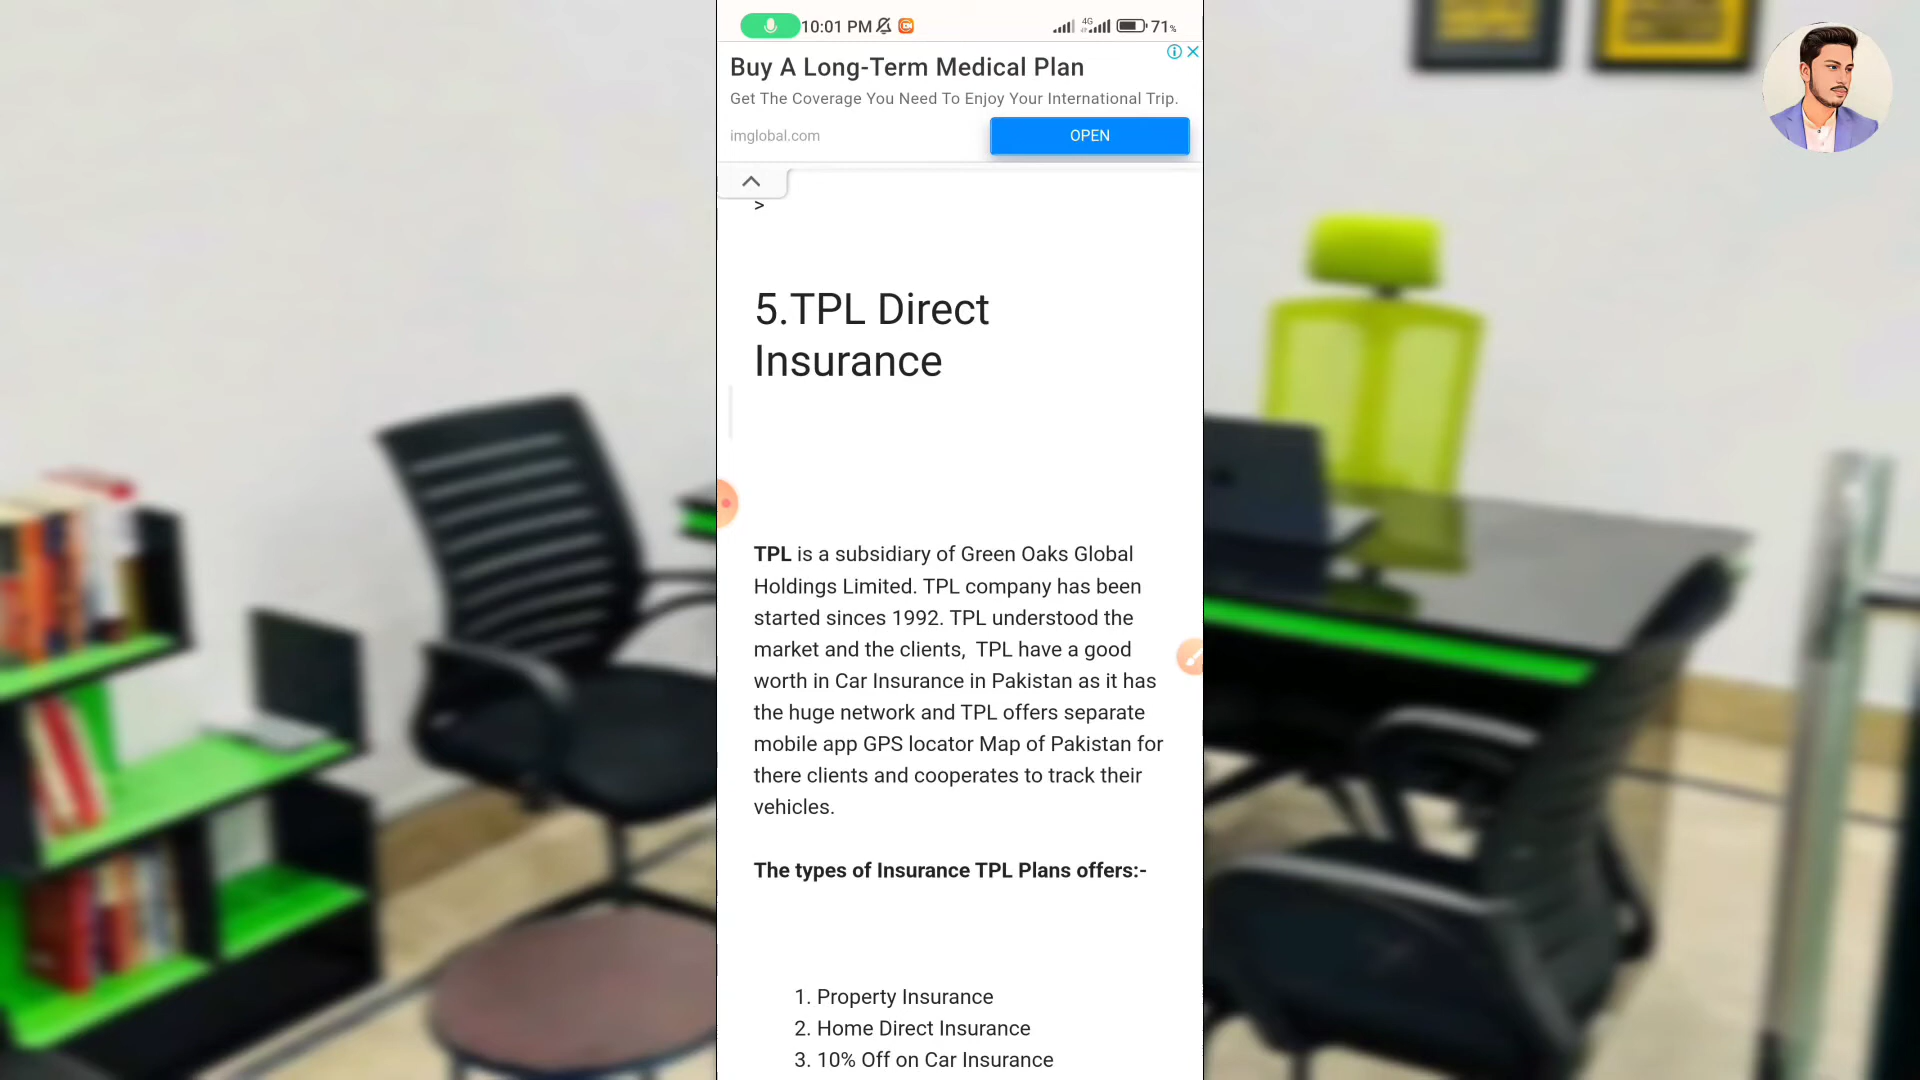 10:01 PM 4G 71%
Buy A Long-Term Medical Plan
Get The Coverage You Need To Enjoy Your International Trip.
imglobal.com OPEN
>
5.TPL Direct
Insurance
TPL is a subsidiary of Green Oaks Global
Holdings Limited. TPL company has been
started sinces 1992. TPL understood the
market and the clients,  TPL have a good
worth in Car Insurance in Pakistan as it has
the huge network and TPL offers separate
mobile app GPS locator Map of Pakistan for
there clients and cooperates to track their
vehicles.
The types of Insurance TPL Plans offers:-
1. Property Insurance
2. Home Direct Insurance
3. 10% Off on Car Insurance